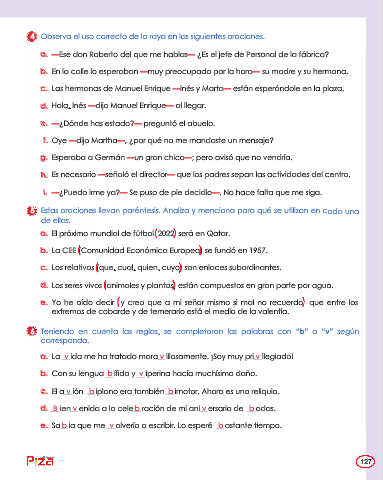 4 Observa el uso correcto de la raya en las siguientes oraciones.
a. —Ese don Roberto del que me hablas— ¿Es el jefe de Personal de la fábrica?
b. En la calle lo esperaban —muy preocupado por la hora— su madre y su hermana.
c. Las hermanas de Manuel Enrique —Inés y Marta— están esperándole en la plaza.
d. Hola, Inés —dijo Manuel Enrique— al llegar.
e. —¿Dónde has estado?— preguntó el abuelo.
f. Oye —dijo Martha—, ¿por qué no me mandaste un mensaje?
g. Esperaba a Germán —un gran chico—; pero avisó que no vendría.
h. Es necesario —señaló el director— que los padres sepan las actividades del centro.
i. —¿Puedo irme ya?— Se puso de pie decidio—. No hace falta que me siga.
5 Estas oraciones llevan paréntesis. Analiza y menciona para qué se utilizan en cada una
de ellas.
a. El próximo mundial de fútbol (2022) será en Qatar.
b. La CEE (Comunidad Económica Europea) se fundó en 1957.
c. Los relativos (que, cual, quien, cuyo) son enlaces subordinantes.
d. Los seres vivos (animales y plantas) están compuestos en gran parte por agua.
e. Yo he oído decir (y creo que a mi señor mismo si mal no recuerdo) que entre los
extremos de cobarde y de temerario está el medio de la valentía.
6 Teniendo en cuenta las reglas, se completaron las palabras con “b” o “v” según
corresponda.
a. La v ida me ha tratado mara v illosamente. ¡Soy muy pri v ilegiado!
b. Con su lengua b ífida y v iperina hacía muchísimo daño.
c. El a v ión b iplano era también b imotor. Ahora es una reliquia.
d. B ien v enido a la cele b ración de mi ani v ersario de b odas.
e. Sa b ía que me v olvería a escribir. Lo esperé b astante tiempo.
Piza
127